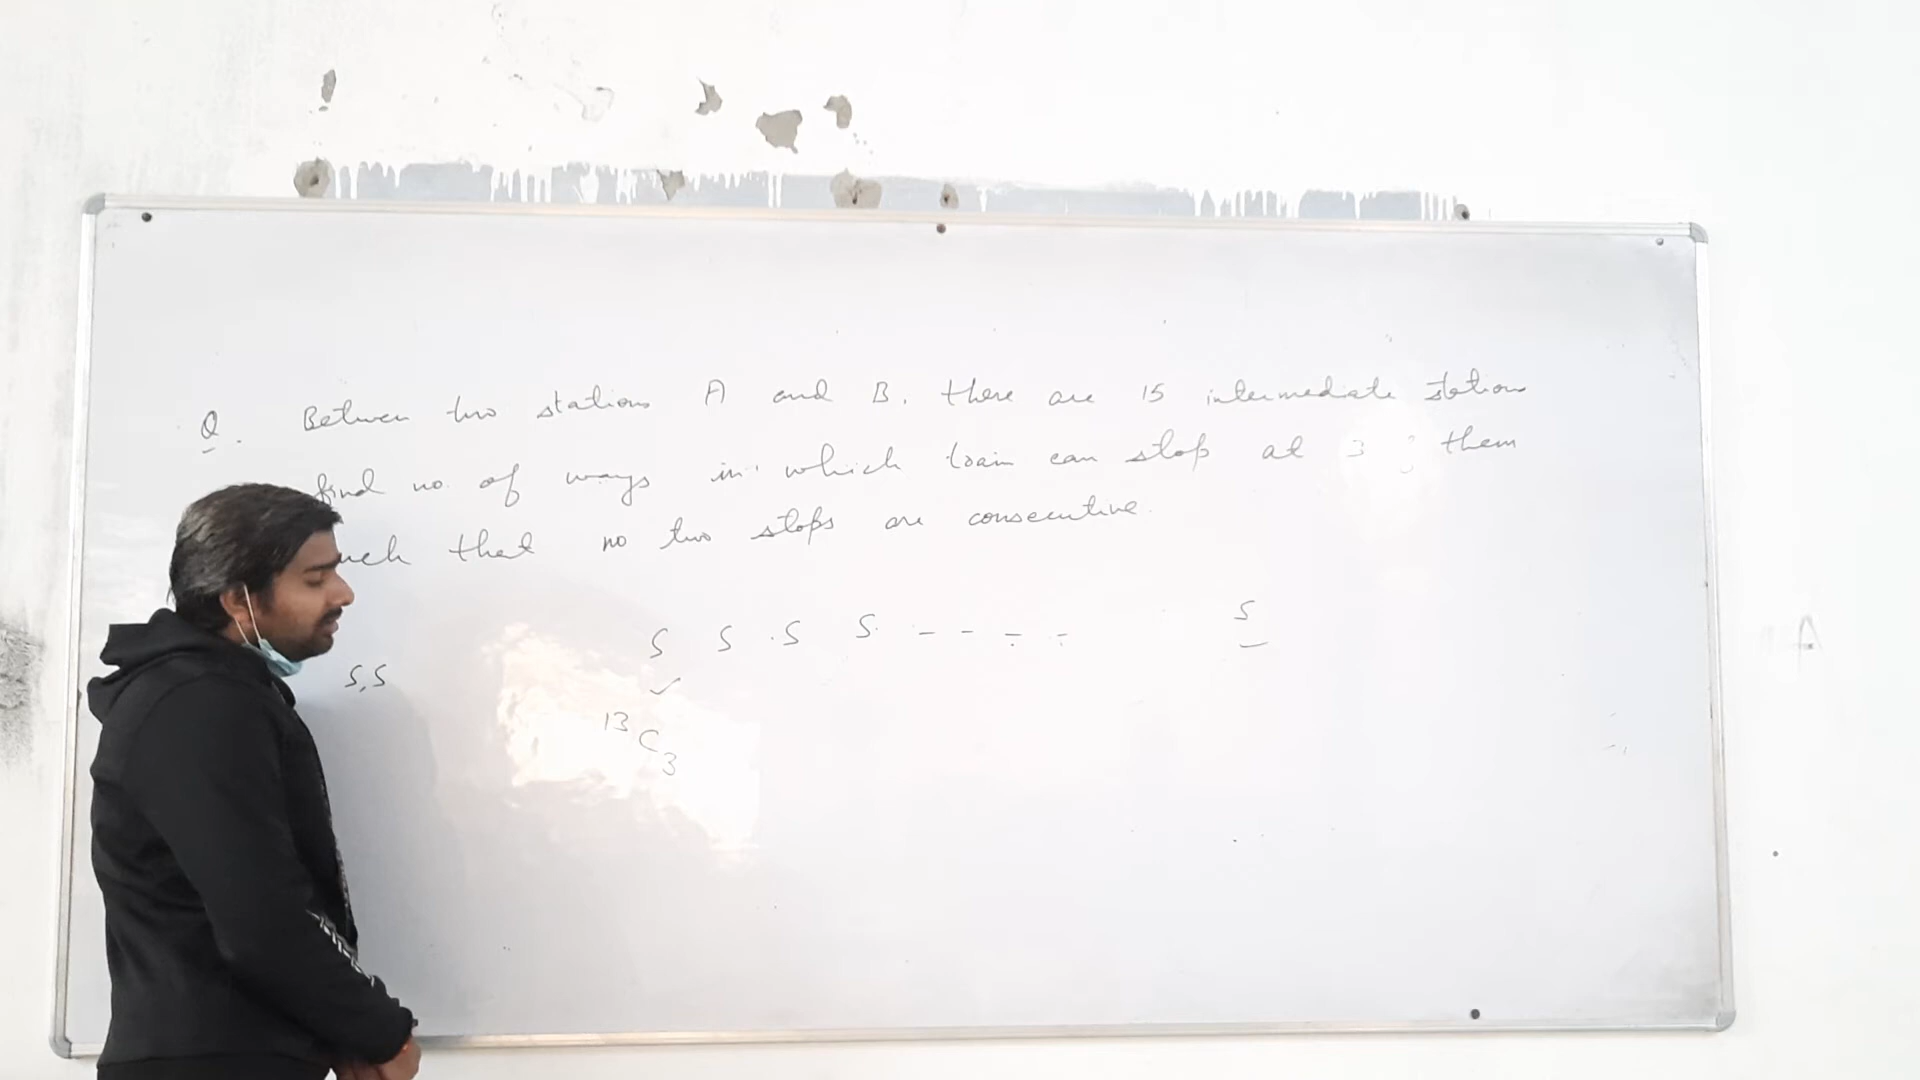 Q. Between two stations A and B. there are 15 intermediate stations
find no. of ways in which train can stop at 3 them
such that no two stops are consecutive.
S S S S - - - - S
S,S
13C3
A